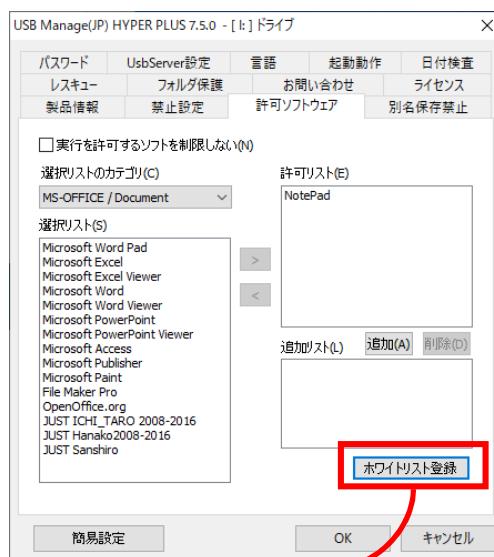 USB Manage(JP) HYPER PLUS 7.5.0 - [ I: ] ドライブ
パスワード UsbServer設定 言語 起動動作 日付検査
レスキュー フォルダ保護 お問い合わせ ライセンス
製品情報 禁止設定 許可ソフトウェア 別名保存禁止
実行を許可するソフトを制限しない(N)
選択リストのカテゴリ(C)
MS-OFFICE / Document
選択リスト(S)
Microsoft Word Pad
Microsoft Excel
Microsoft Excel Viewer
Microsoft Word
Microsoft Word Viewer
Microsoft PowerPoint
Microsoft PowerPoint Viewer
Microsoft Access
Microsoft Publisher
Microsoft Paint
File Maker Pro
OpenOffice.org
JUST ICHI_TARO 2008-2016
JUST Hanako2008-2016
JUST Sanshiro
>
<
許可リスト(E)
NotePad
追加リスト(L) 追加(A) 削除(D)
ホワイトリスト登録
簡易設定 OK キャンセル